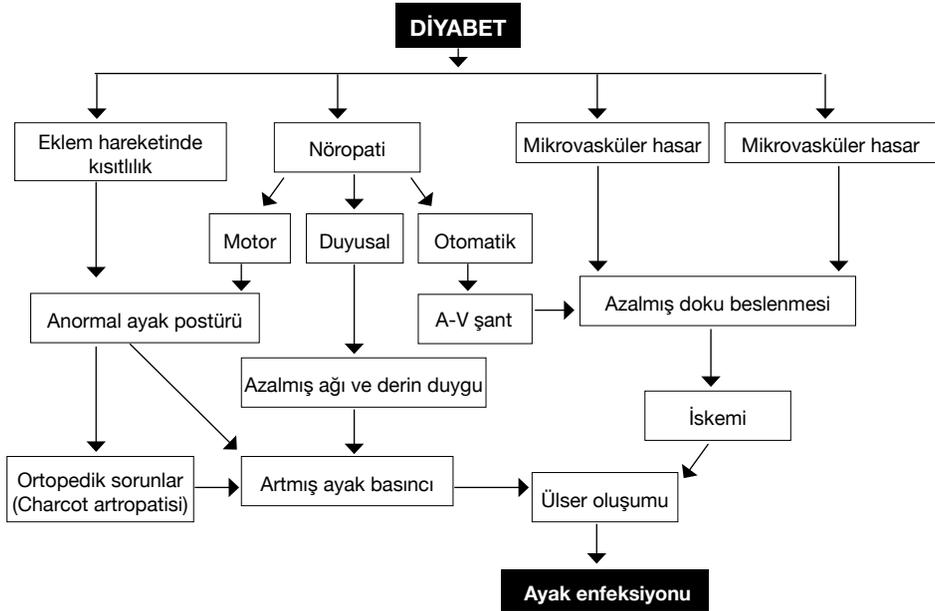 DİYABET
Eklem hareketinde
kısıtlılık
Nöropati
Mikrovasküler hasar
Mikrovasküler hasar
Motor
Duyusal
Otomatik
Anormal ayak postürü
A-V şant
Azalmış doku beslenmesi
Azalmış ağı ve derin duygu
İskemi
Ortopedik sorunlar
(Charcot artropatisi)
Artmış ayak basıncı
Ülser oluşumu
Ayak enfeksiyonu